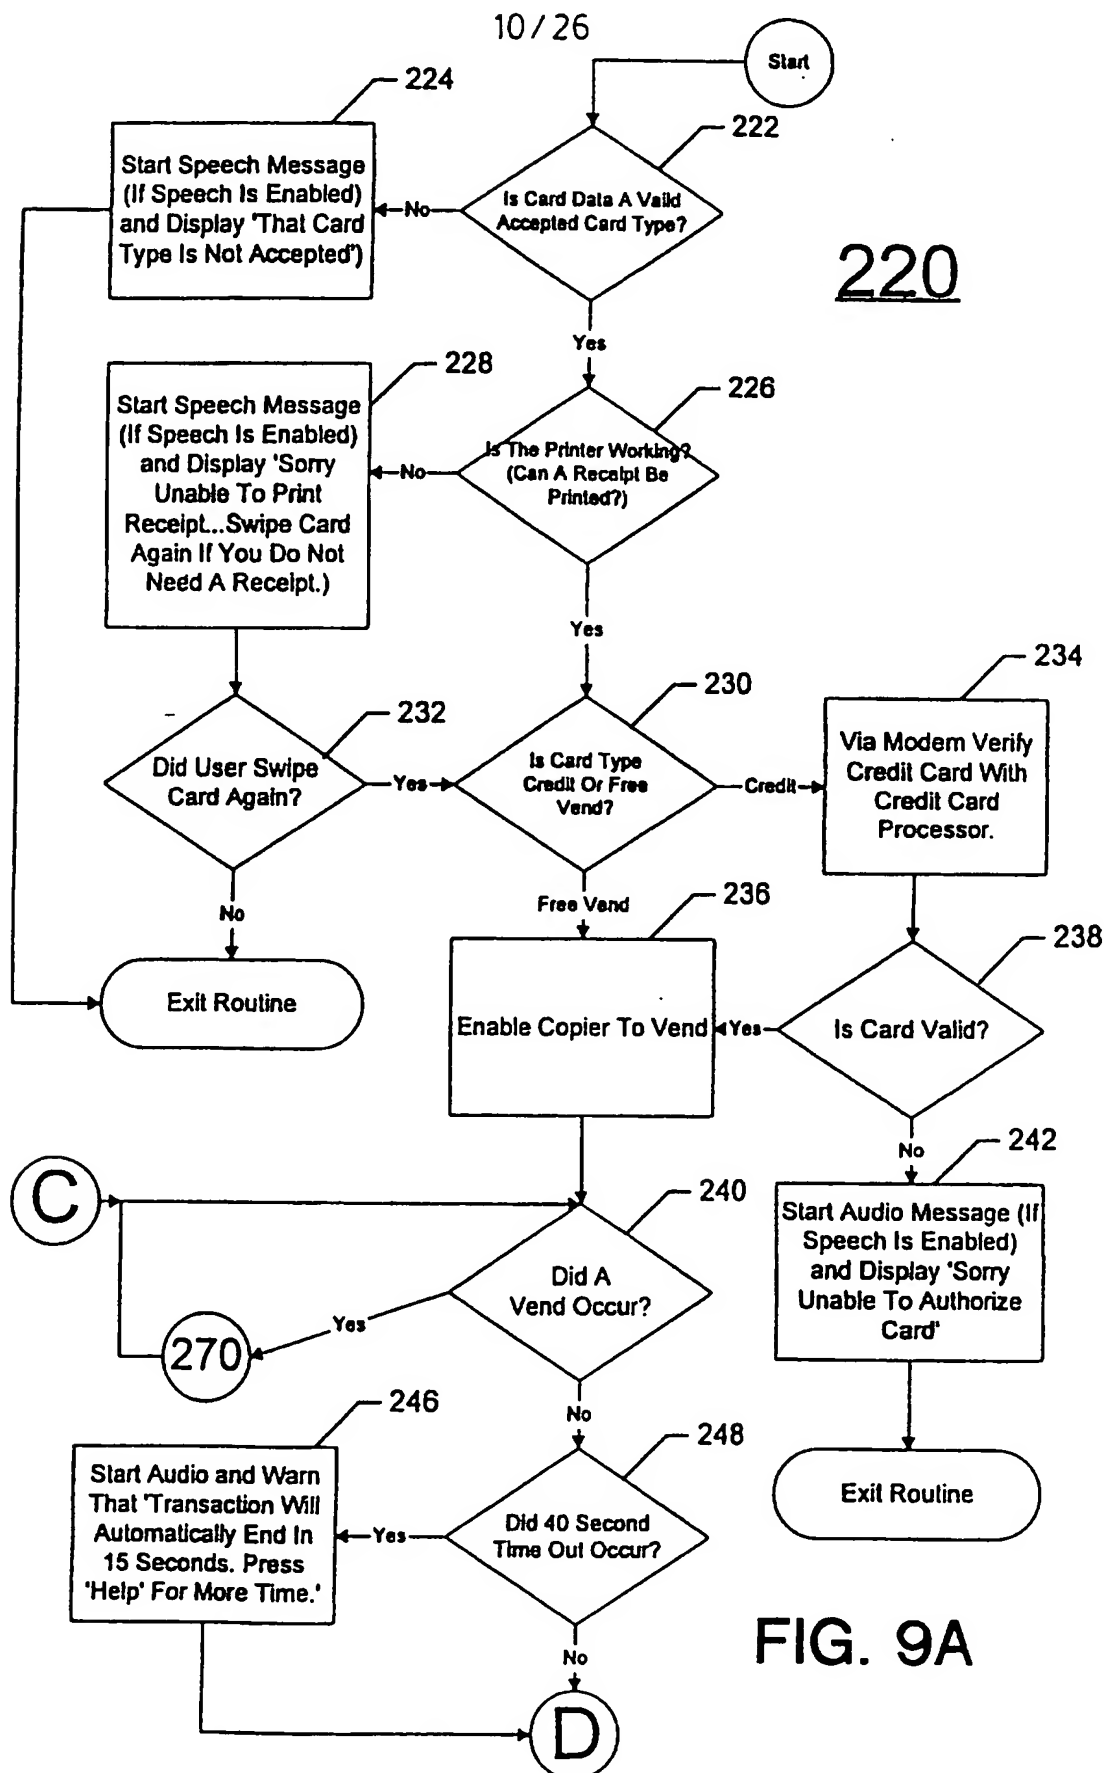 10/26
Start
224
222
Start Speech Message
(If Speech Is Enabled)
and Display 'That Card
Type Is Not Accepted')
No
Is Card Data A Valid
Accepted Card Type?
220
Yes
228
226
Start Speech Message
(If Speech Is Enabled)
and Display 'Sorry
Unable To Print
Receipt...Swipe Card
Again If You Do Not
Need A Receipt.)
No
Is The Printer Working?
(Can A Receipt Be
Printed?)
Yes
234
232
230
Did User Swipe
Card Again?
Yes
Is Card Type
Credit Or Free
Vend?
Credit
Via Modem Verify
Credit Card With
Credit Card
Processor.
No
Free Vend
236
238
Exit Routine
Enable Copier To Vend
Yes
Is Card Valid?
No
242
C
240
Start Audio Message (If
Speech Is Enabled)
and Display 'Sorry
Unable To Authorize
Card'
Did A
Vend Occur?
Yes
270
No
246
248
Start Audio and Warn
That 'Transaction Will
Automatically End In
15 Seconds. Press
'Help' For More Time.'
Yes
Did 40 Second
Time Out Occur?
Exit Routine
No
D
FIG. 9A